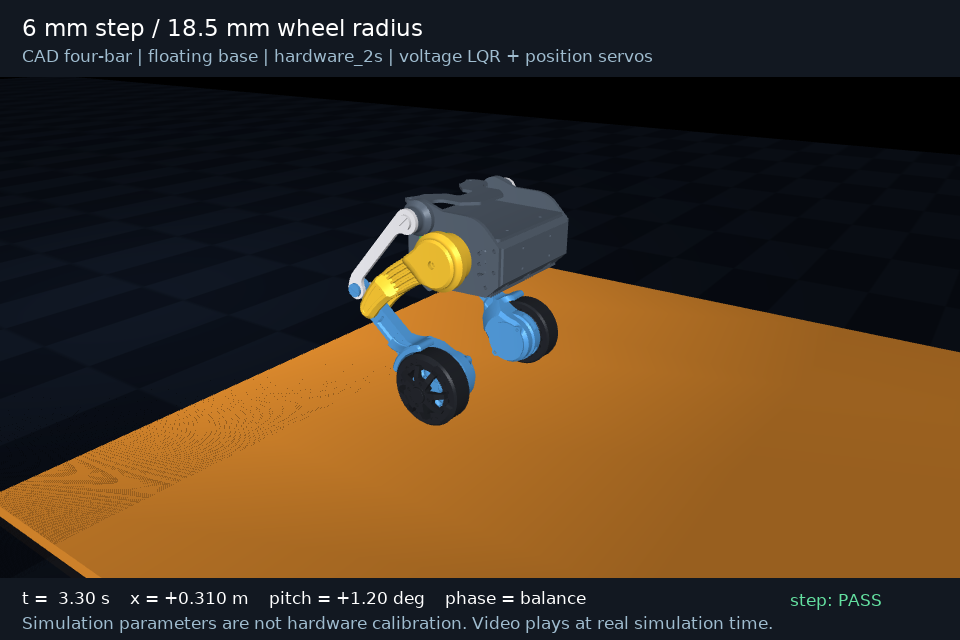 6 mm step / 18.5 mm wheel radius
CAD four-bar | floating base | hardware_2s | voltage LQR + position servos
t =  3.30 s    x = +0.310 m    pitch = +1.20 deg    phase = balance    step: PASS
Simulation parameters are not hardware calibration. Video plays at real simulation time.